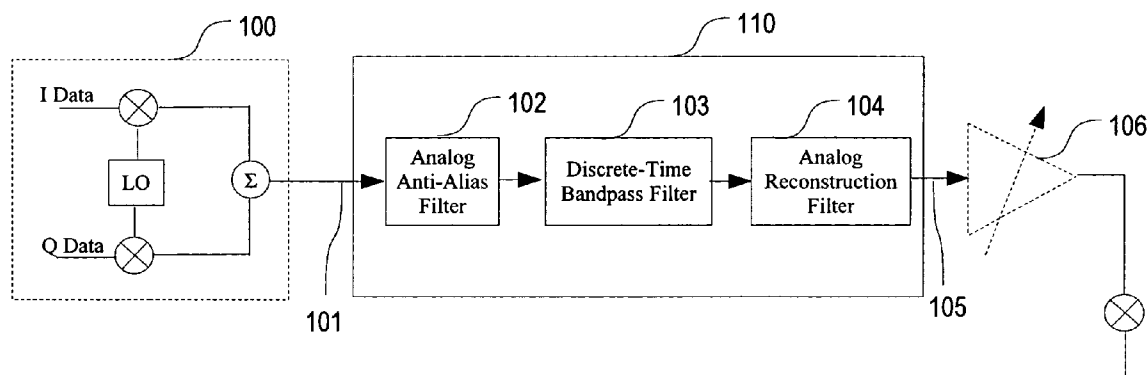 100
110
I Data
LO
Q Data
Σ
101
102
Analog
Anti-Alias
Filter
103
Discrete-Time
Bandpass Filter
104
Analog
Reconstruction
Filter
105
106